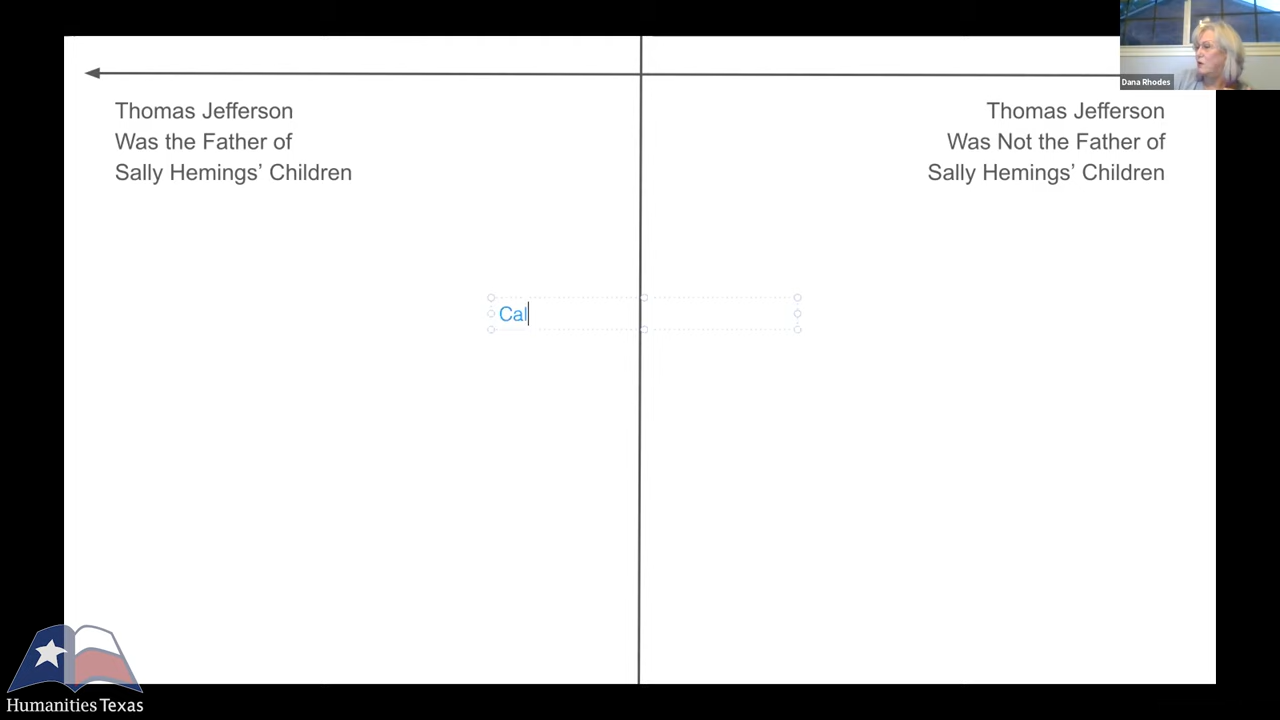 Dana Rhodes
Thomas Jefferson
Was the Father of
Sally Hemings’ Children
Thomas Jefferson
Was Not the Father of
Sally Hemings’ Children
Cal
Humanities Texas